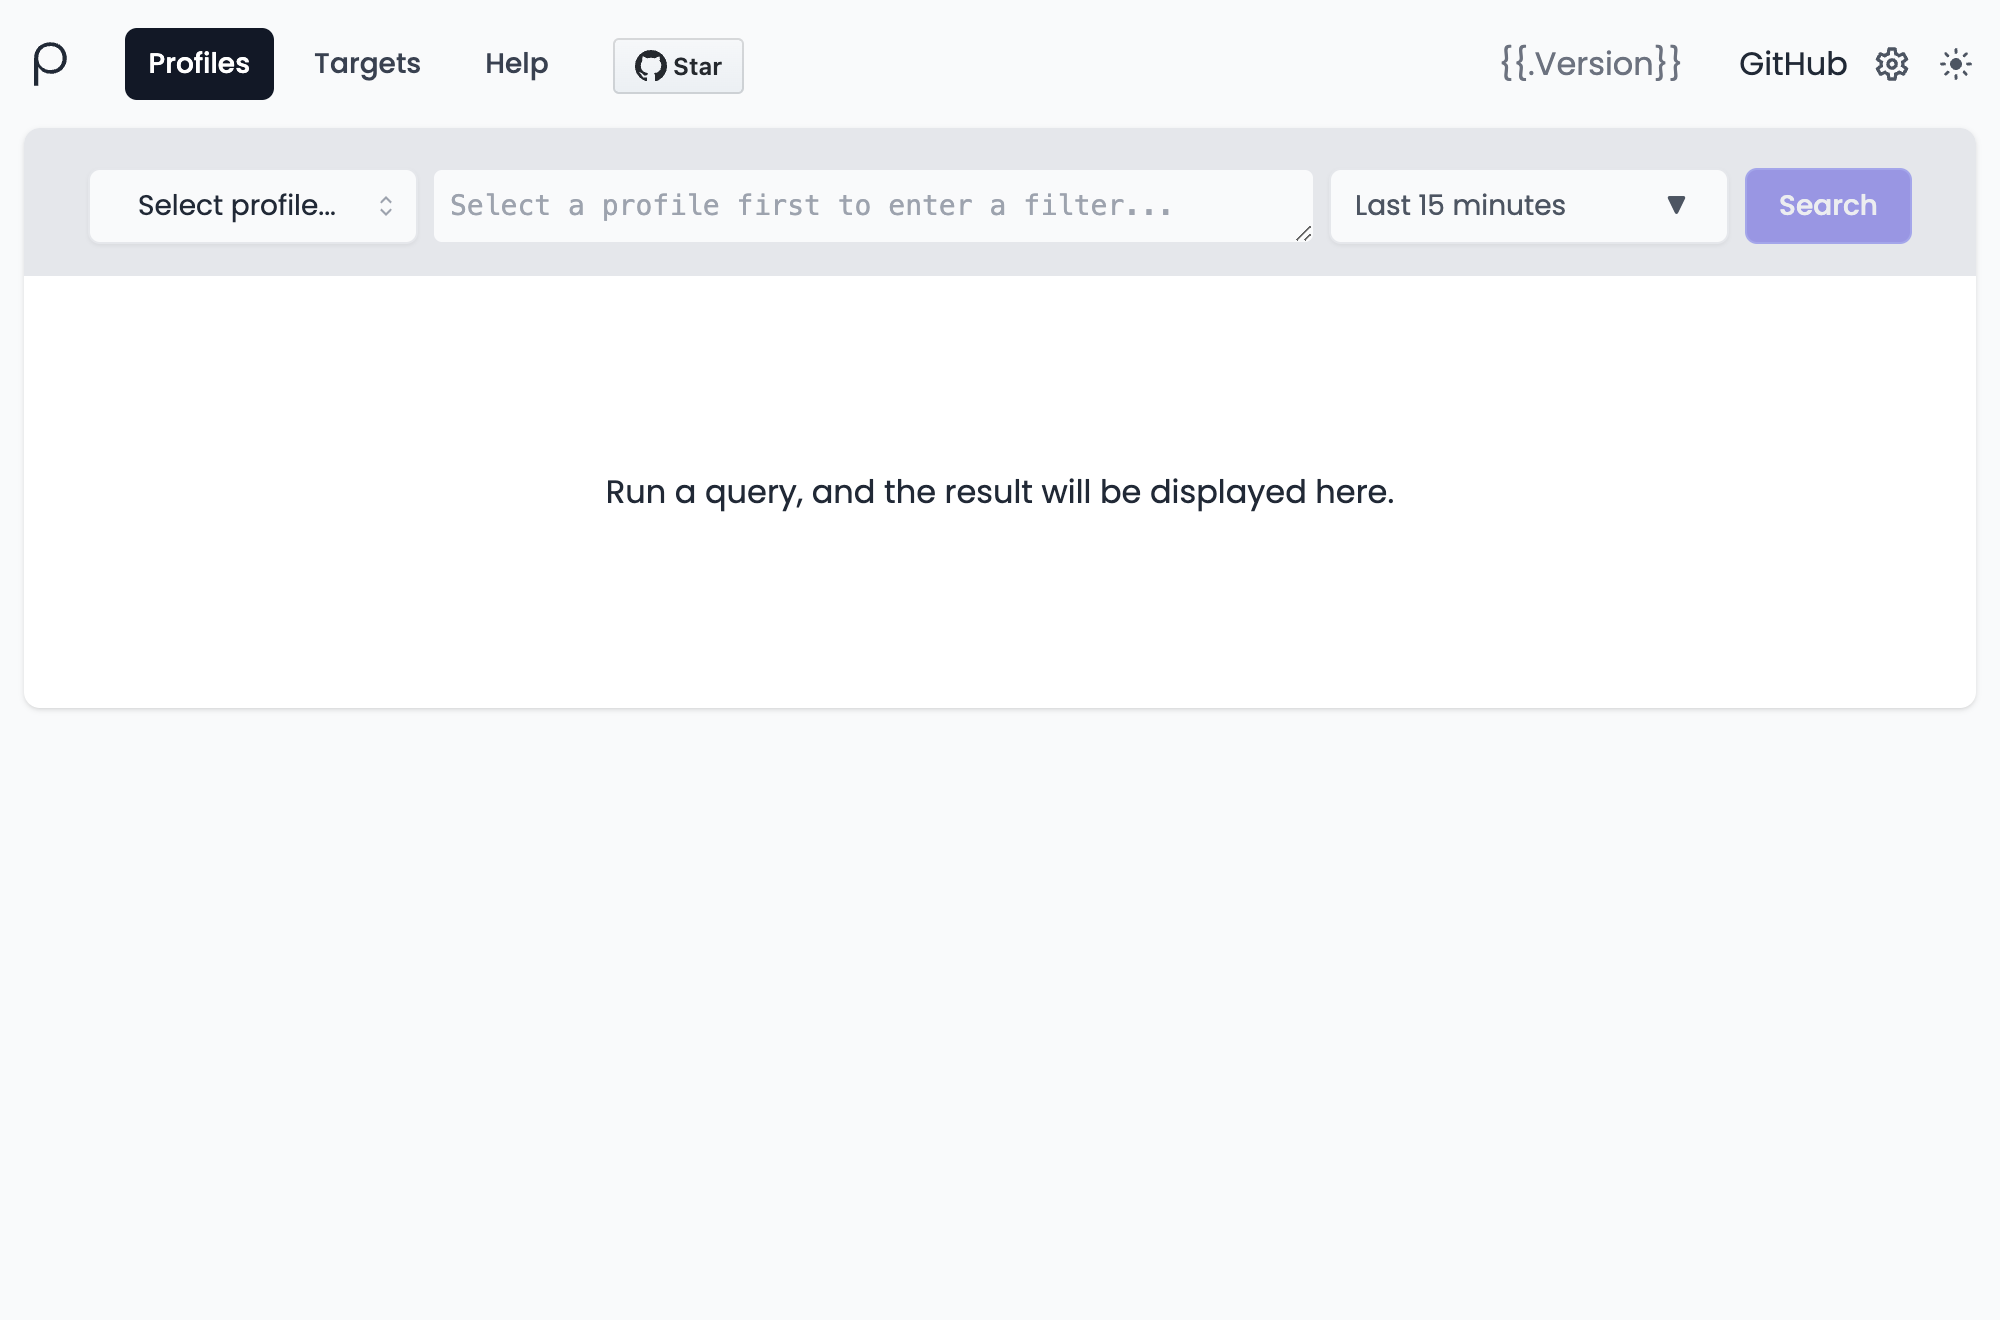 Profiles
Targets
Help
Star
{{.Version}}
GitHub
Select profile...
Select a profile first to enter a filter...
Last 15 minutes
Search
Run a query, and the result will be displayed here.